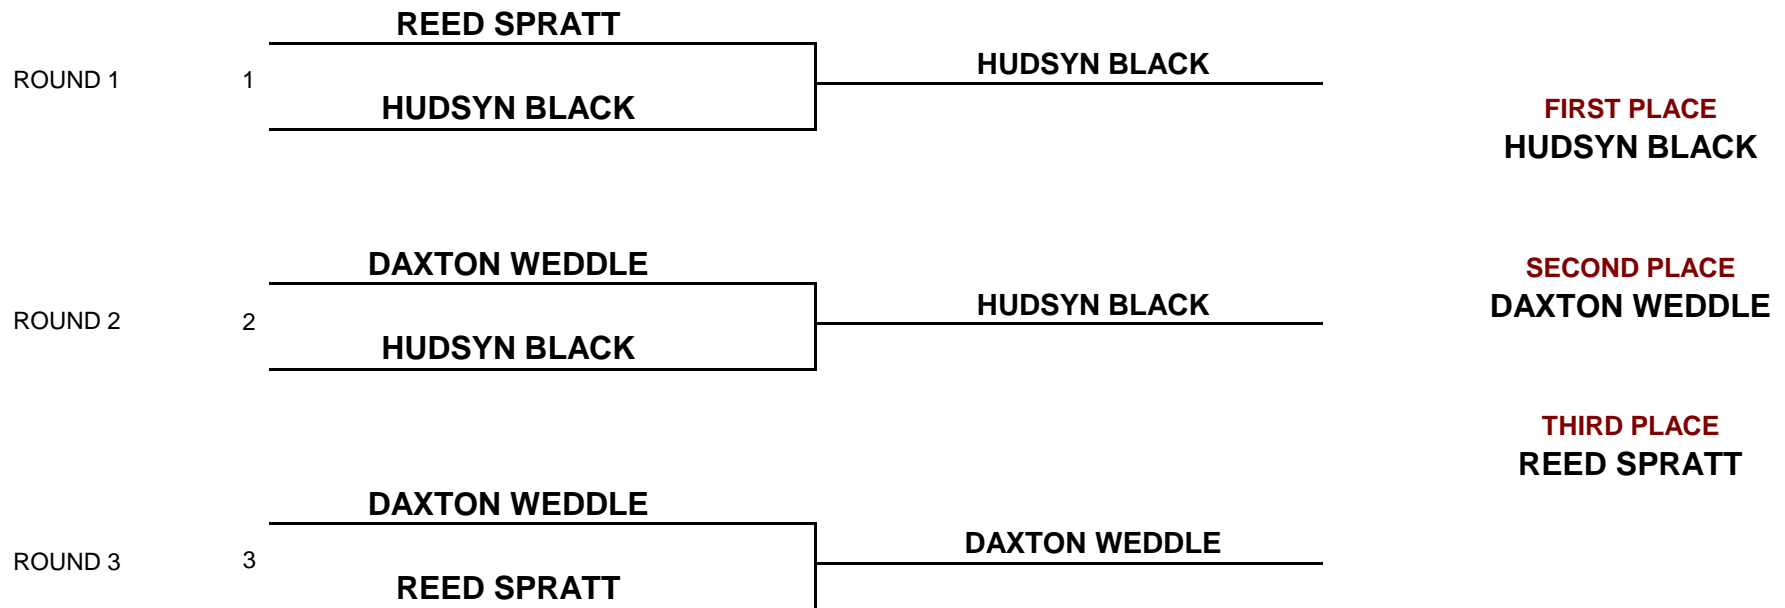 REED SPRATT
ROUND 1
1
HUDSYN BLACK
HUDSYN BLACK
FIRST PLACE
HUDSYN BLACK
DAXTON WEDDLE
ROUND 2
2
HUDSYN BLACK
HUDSYN BLACK
SECOND PLACE
DAXTON WEDDLE
THIRD PLACE
REED SPRATT
DAXTON WEDDLE
ROUND 3
3
REED SPRATT
DAXTON WEDDLE